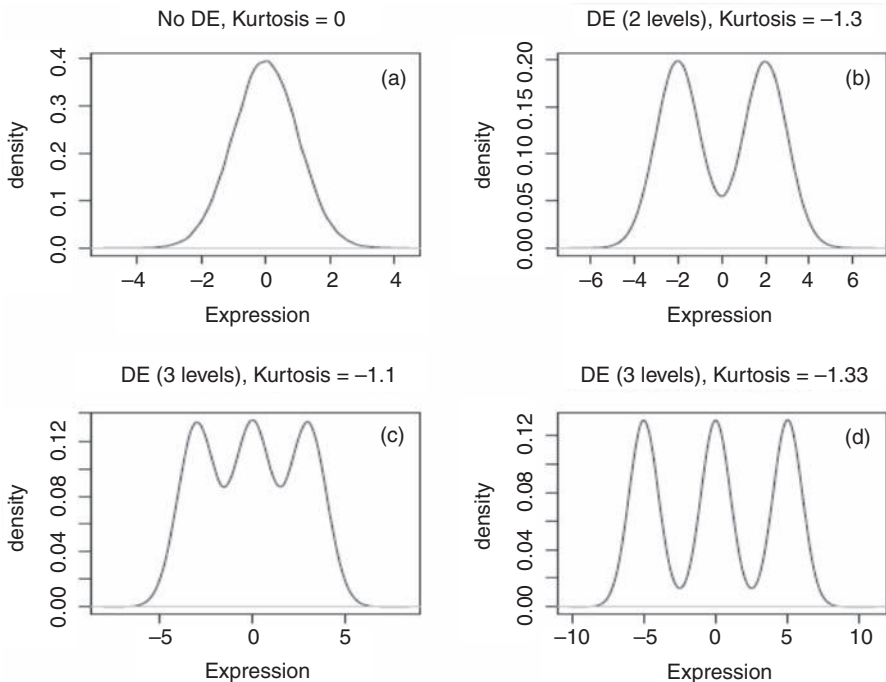 No DE, Kurtosis = 0
(a)
density
0.0 0.1 0.2 0.3 0.4
−4 −2 0 2 4
Expression
DE (2 levels), Kurtosis = −1.3
(b)
density
0.00 0.05 0.10 0.15 0.20
−6 −4 −2 0 2 4 6
Expression
DE (3 levels), Kurtosis = −1.1
(c)
density
0.00 0.04 0.08 0.12
−5 0 5
Expression
DE (3 levels), Kurtosis = −1.33
(d)
density
0.00 0.04 0.08 0.12
−10 −5 0 5 10
Expression